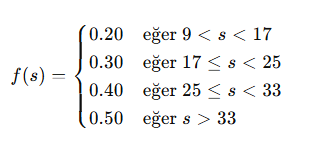 0.20 eğer 9 < s < 17
0.30 eğer 17 ≤ s < 25
f(s) =
0.40 eğer 25 ≤ s < 33
0.50 eğer s > 33